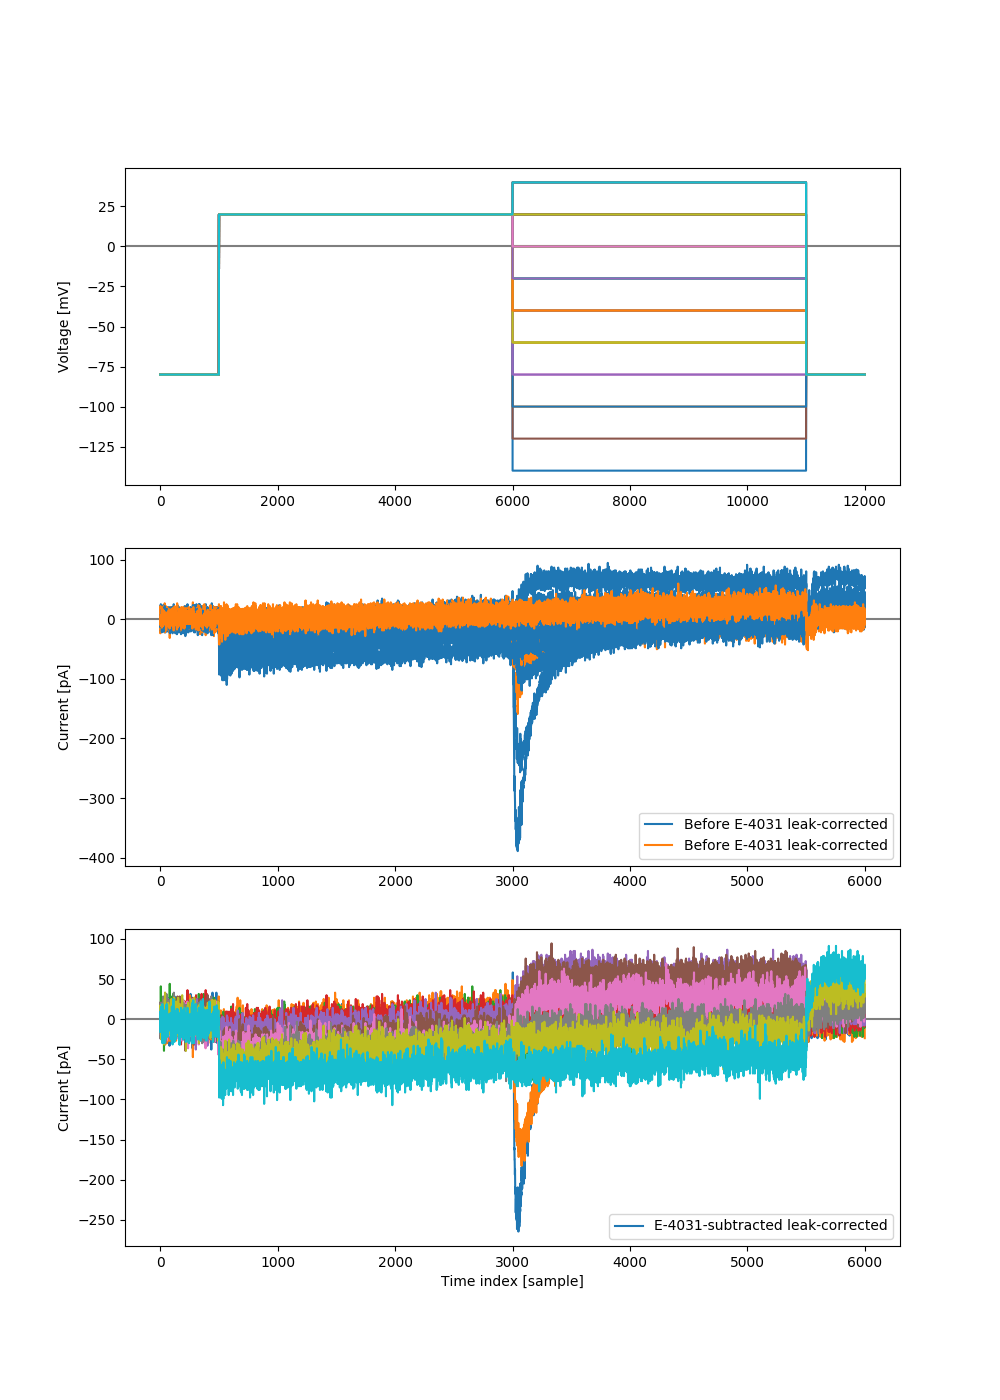 Voltage [mV]
25
0
−25
−50
−75
−100
−125
0 2000 4000 6000 8000 10000 12000
Current [pA]
100
0
−100
−200
−300
−400
Before E-4031 leak-corrected
Before E-4031 leak-corrected
0 1000 2000 3000 4000 5000 6000
Current [pA]
100
50
0
−50
−100
−150
−200
−250
E-4031-subtracted leak-corrected
0 1000 2000 3000 4000 5000 6000
Time index [sample]